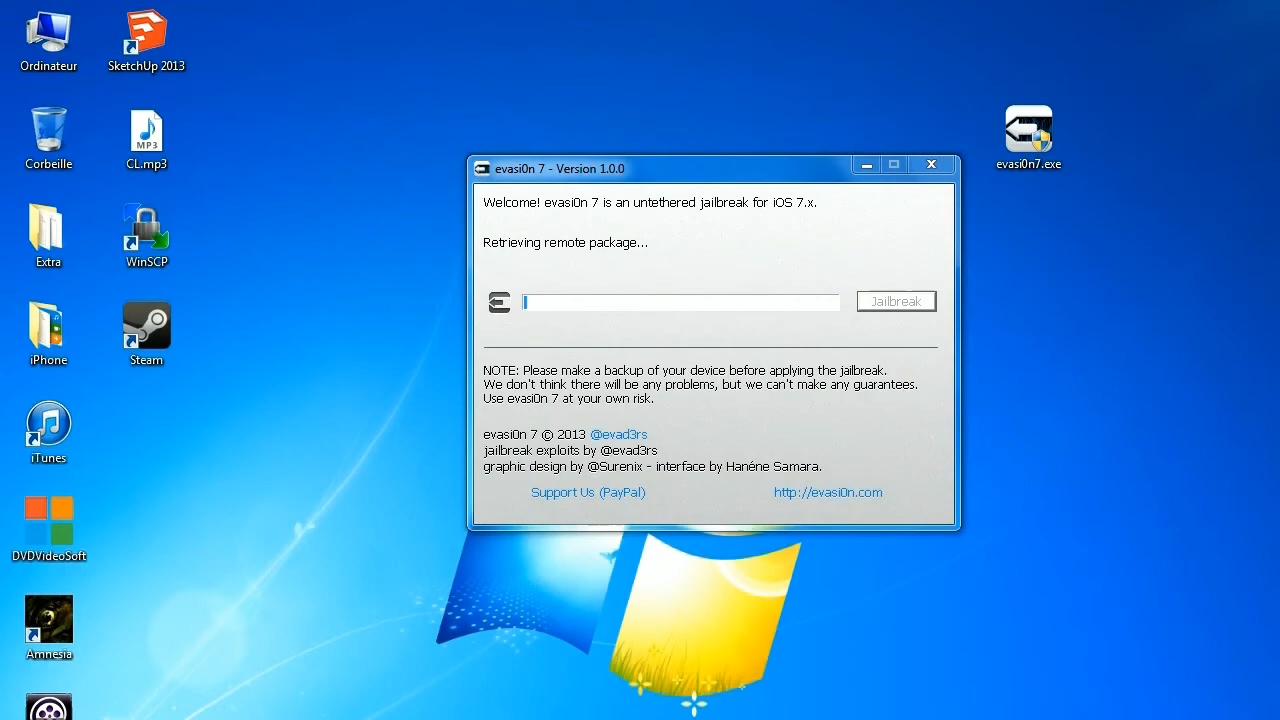 Ordinateur
SketchUp 2013
Corbeille
MP3
CL.mp3
Extra
WinSCP
iPhone
Steam
iTunes
DVDVideoSoft
Amnesia
evasi0n7.exe
evasi0n 7 - Version 1.0.0
Welcome! evasi0n 7 is an untethered jailbreak for iOS 7.x.
Retrieving remote package...
Jailbreak
NOTE: Please make a backup of your device before applying the jailbreak.
We don't think there will be any problems, but we can't make any guarantees.
Use evasi0n 7 at your own risk.
evasi0n 7 © 2013 @evad3rs
jailbreak exploits by @evad3rs
graphic design by @Surenix - interface by Hanéne Samara.
Support Us (PayPal)
http://evasi0n.com